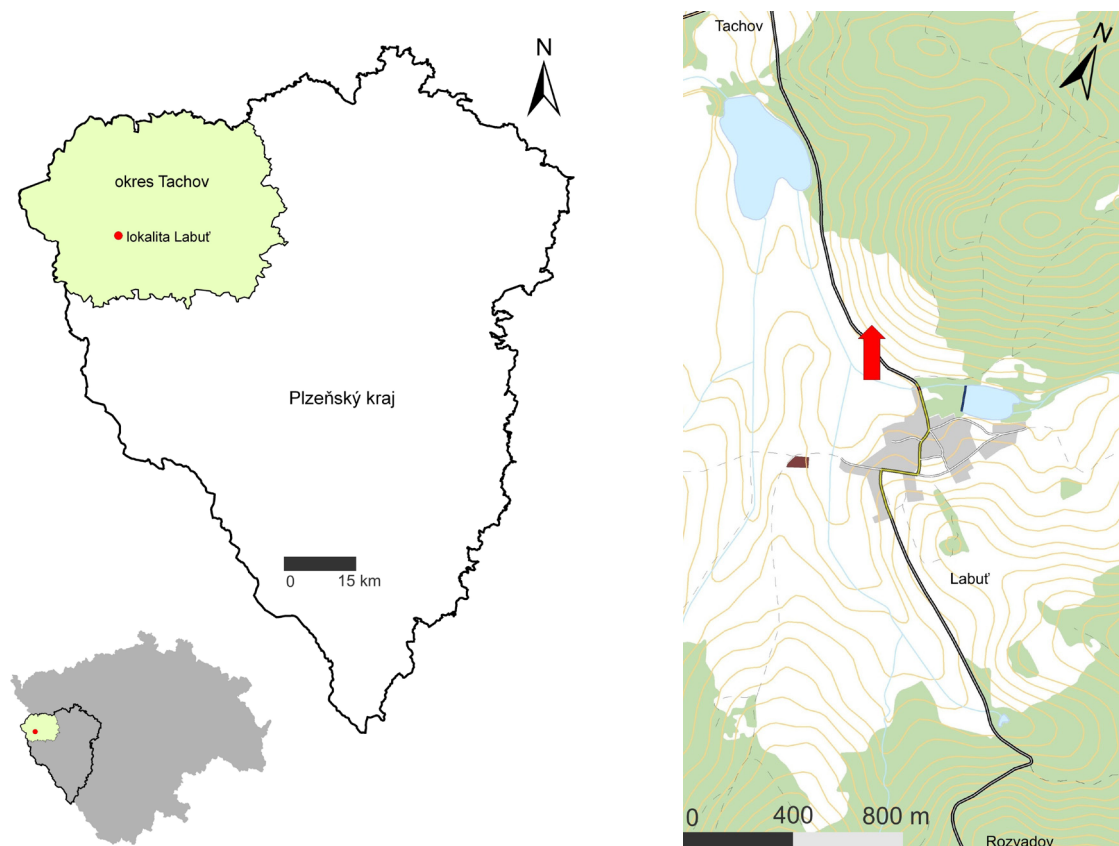 N
okres Tachov
lokalita Labuť
Plzeňský kraj
0 15 km
Tachov
N
Labuť
0 400 800 m
Rozvadov